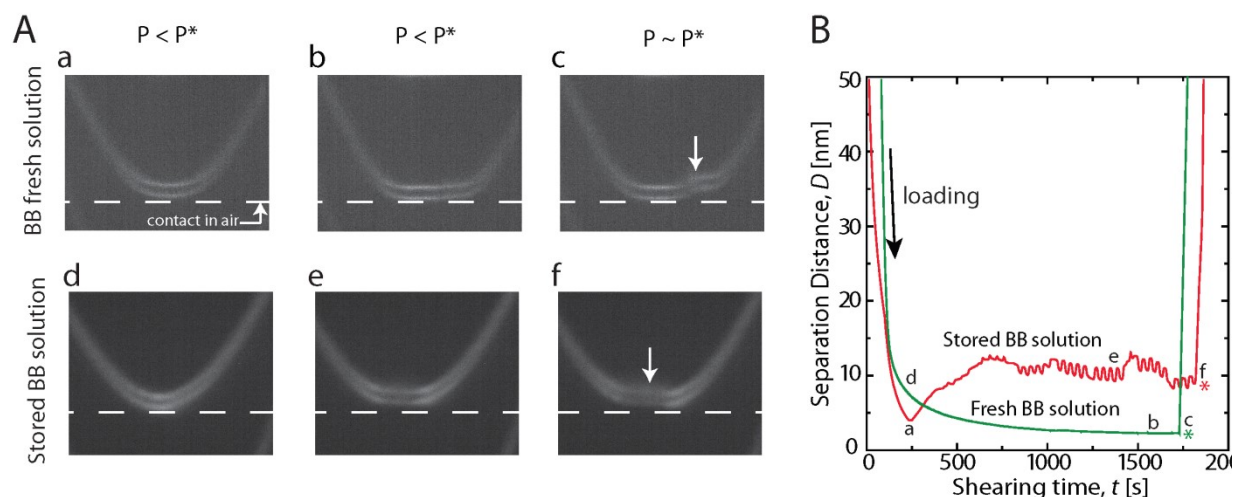 A
P < P*
P < P*
P ~ P*
BB fresh solution
a
b
c
contact in air
Stored BB solution
d
e
f
B
Separation Distance, D [nm]
50
40
30
20
10
0
loading
Stored BB solution
e
f
*
d
Fresh BB solution
a
b
c
*
0
500
1000
1500
200
Shearing time, t [s]